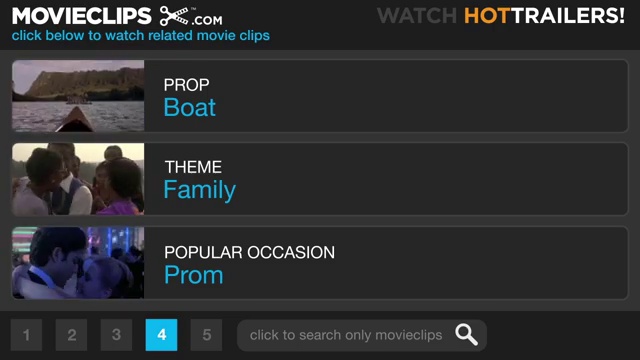 MOVIECLIPS .COM
WATCH HOTTRAILERS!
click below to watch related movie clips
PROP
Boat
THEME
Family
POPULAR OCCASION
Prom
1 2 3 4 5 click to search only movieclips